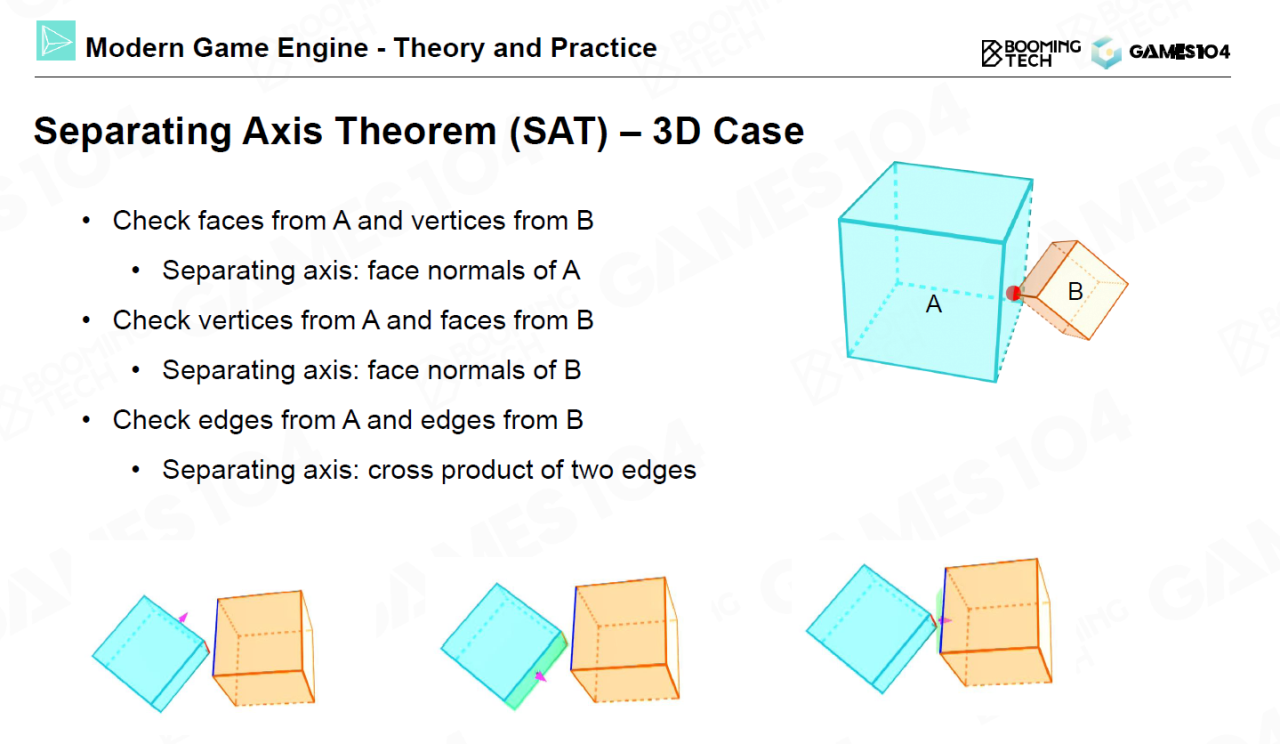 Modern Game Engine - Theory and Practice
BOOMING
TECH
GAMES104
Separating Axis Theorem (SAT) – 3D Case
• Check faces from A and vertices from B
• Separating axis: face normals of A
• Check vertices from A and faces from B
• Separating axis: face normals of B
• Check edges from A and edges from B
• Separating axis: cross product of two edges
A
B